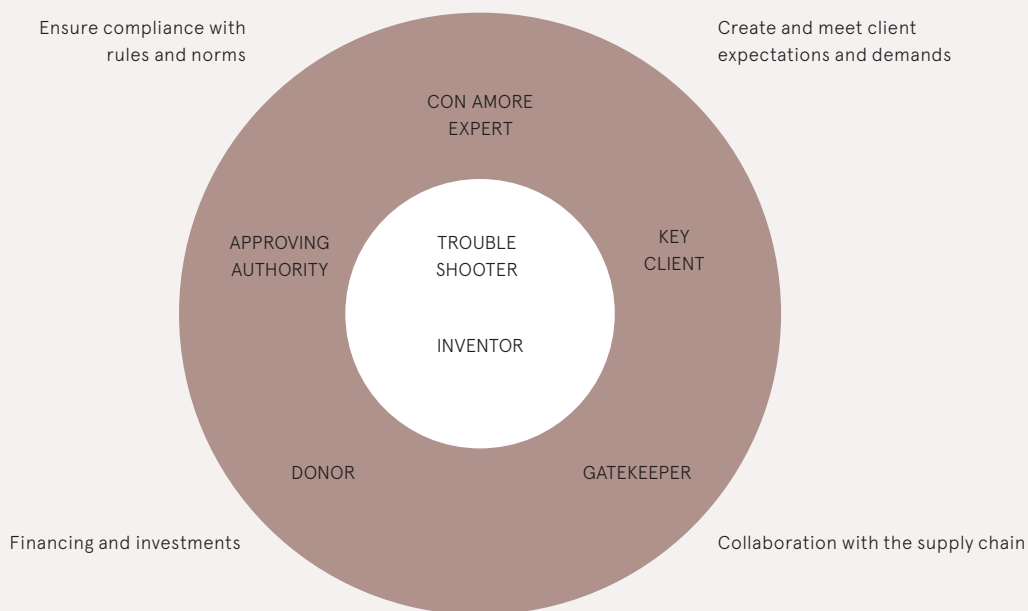 Ensure compliance with
rules and norms
Create and meet client
expectations and demands
CON AMORE
EXPERT
APPROVING
AUTHORITY
TROUBLE
SHOOTER
KEY
CLIENT
INVENTOR
DONOR
GATEKEEPER
Financing and investments
Collaboration with the supply chain